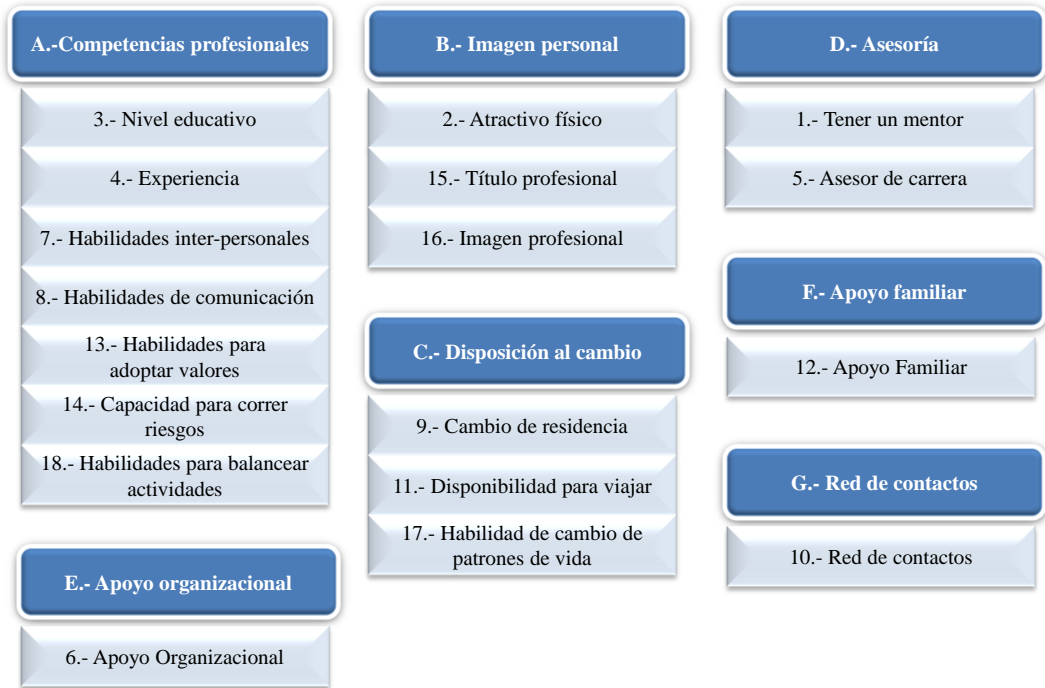 A.-Competencias profesionales
3.- Nivel educativo
4.- Experiencia
7.- Habilidades inter-personales
8.- Habilidades de comunicación
13.- Habilidades para
adoptar valores
14.- Capacidad para correr
riesgos
18.- Habilidades para balancear
actividades
E.- Apoyo organizacional
6.- Apoyo Organizacional
B.- Imagen personal
2.- Atractivo físico
15.- Título profesional
16.- Imagen profesional
C.- Disposición al cambio
9.- Cambio de residencia
11.- Disponibilidad para viajar
17.- Habilidad de cambio de
patrones de vida
D.- Asesoría
1.- Tener un mentor
5.- Asesor de carrera
F.- Apoyo familiar
12.- Apoyo Familiar
G.- Red de contactos
10.- Red de contactos